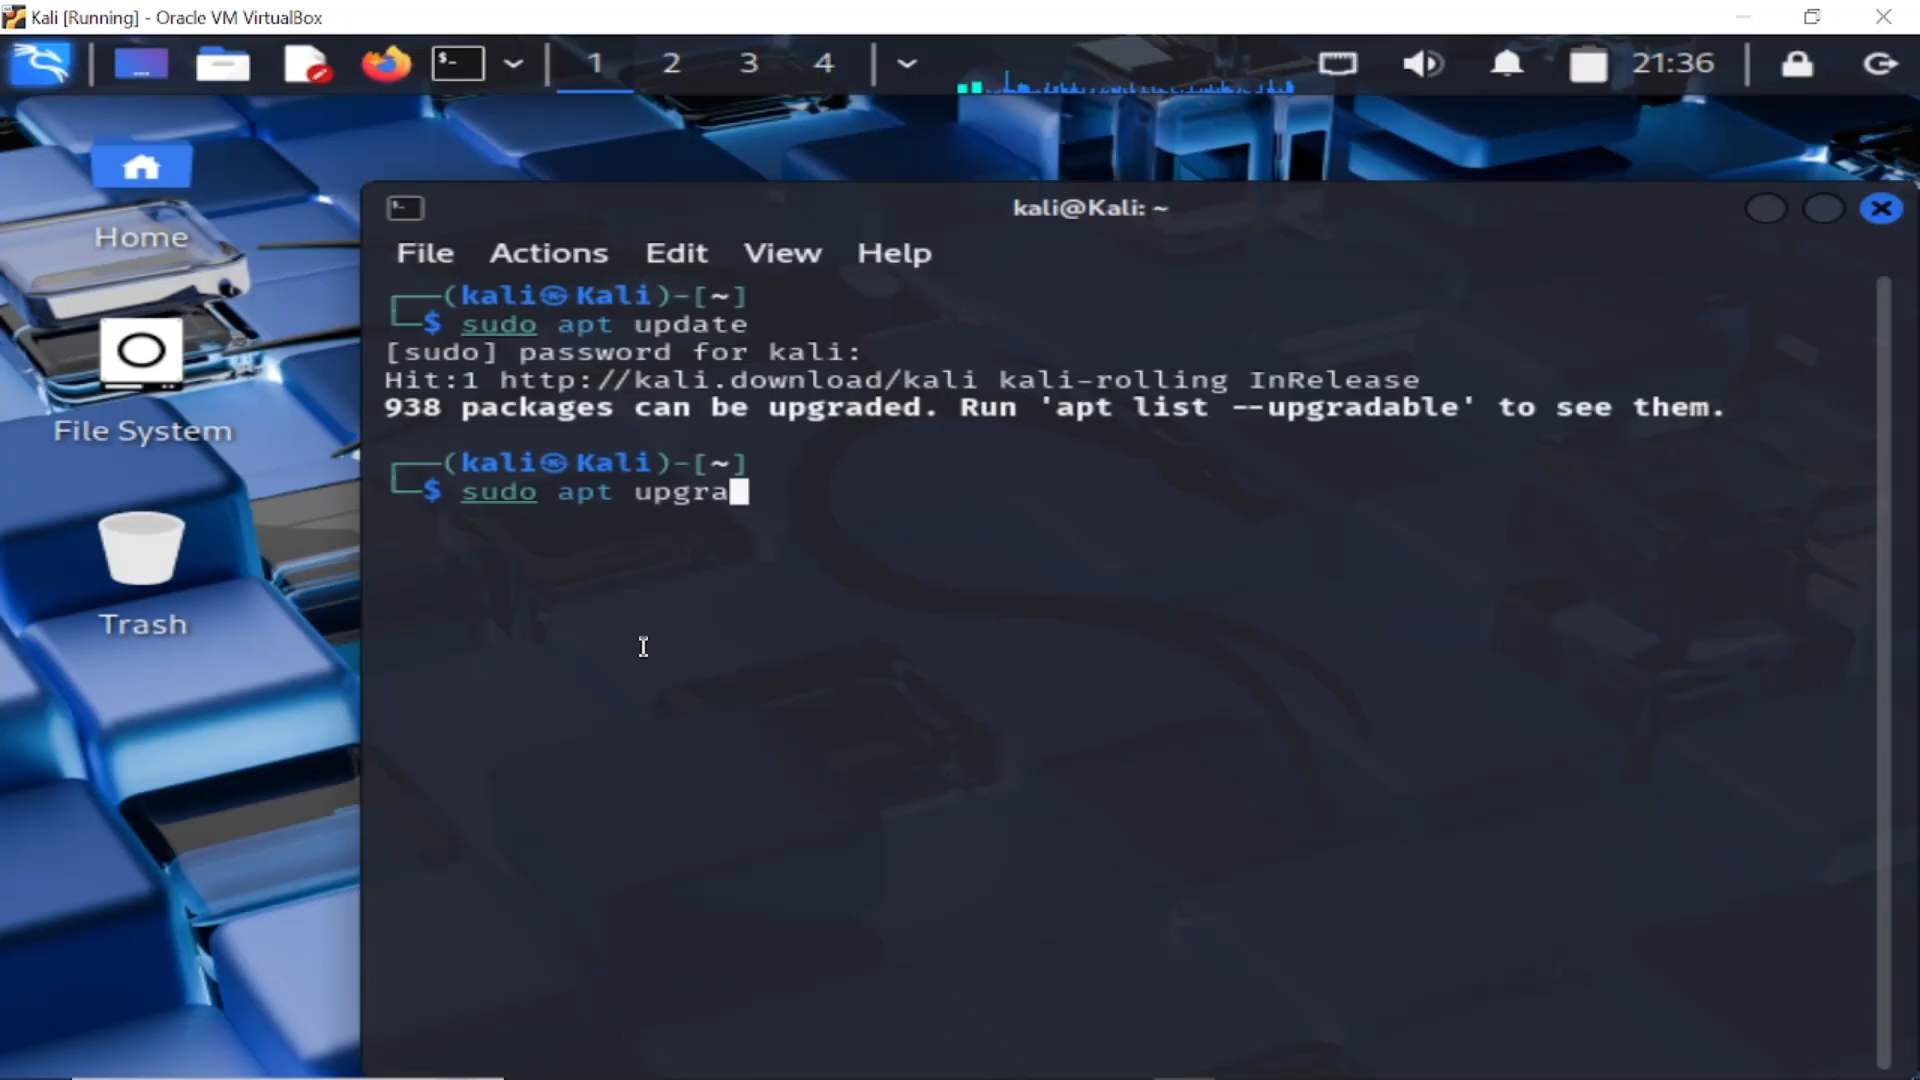 Kali [Running] - Oracle VM VirtualBox
$-
1 2 3 4
21:36
Home
File System
Trash
kali@Kali: ~
File Actions Edit View Help
┌──(kali㉿Kali)-[~]
└─$ sudo apt update
[sudo] password for kali:
Hit:1 http://kali.download/kali kali-rolling InRelease
938 packages can be upgraded. Run 'apt list --upgradable' to see them.
┌──(kali㉿Kali)-[~]
└─$ sudo apt upgra